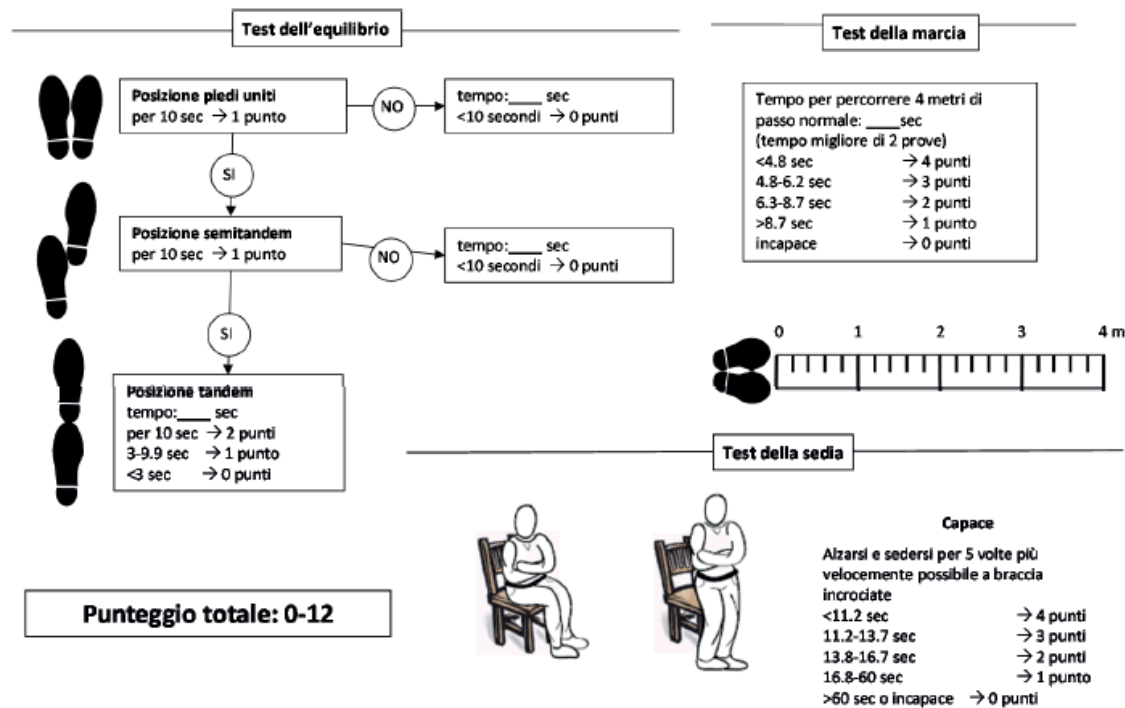 Test dell'equilibrio
Posizione piedi uniti
per 10 sec → 1 punto
NO
tempo:____ sec
<10 secondi → 0 punti
SI
Posizione semitandem
per 10 sec → 1 punto
NO
tempo:____ sec
<10 secondi → 0 punti
SI
Posizione tandem
tempo:____ sec
per 10 sec → 2 punti
3-9.9 sec → 1 punto
<3 sec → 0 punti
Punteggio totale: 0-12
Test della marcia
Tempo per percorrere 4 metri di
passo normale: ____sec
(tempo migliore di 2 prove)
<4.8 sec → 4 punti
4.8-6.2 sec → 3 punti
6.3-8.7 sec → 2 punti
>8.7 sec → 1 punto
incapace → 0 punti
0 1 2 3 4 m
Test della sedia
Capace
Alzarsi e sedersi per 5 volte più
velocemente possibile a braccia
incrociate
<11.2 sec → 4 punti
11.2-13.7 sec → 3 punti
13.8-16.7 sec → 2 punti
16.8-60 sec → 1 punto
>60 sec o incapace → 0 punti